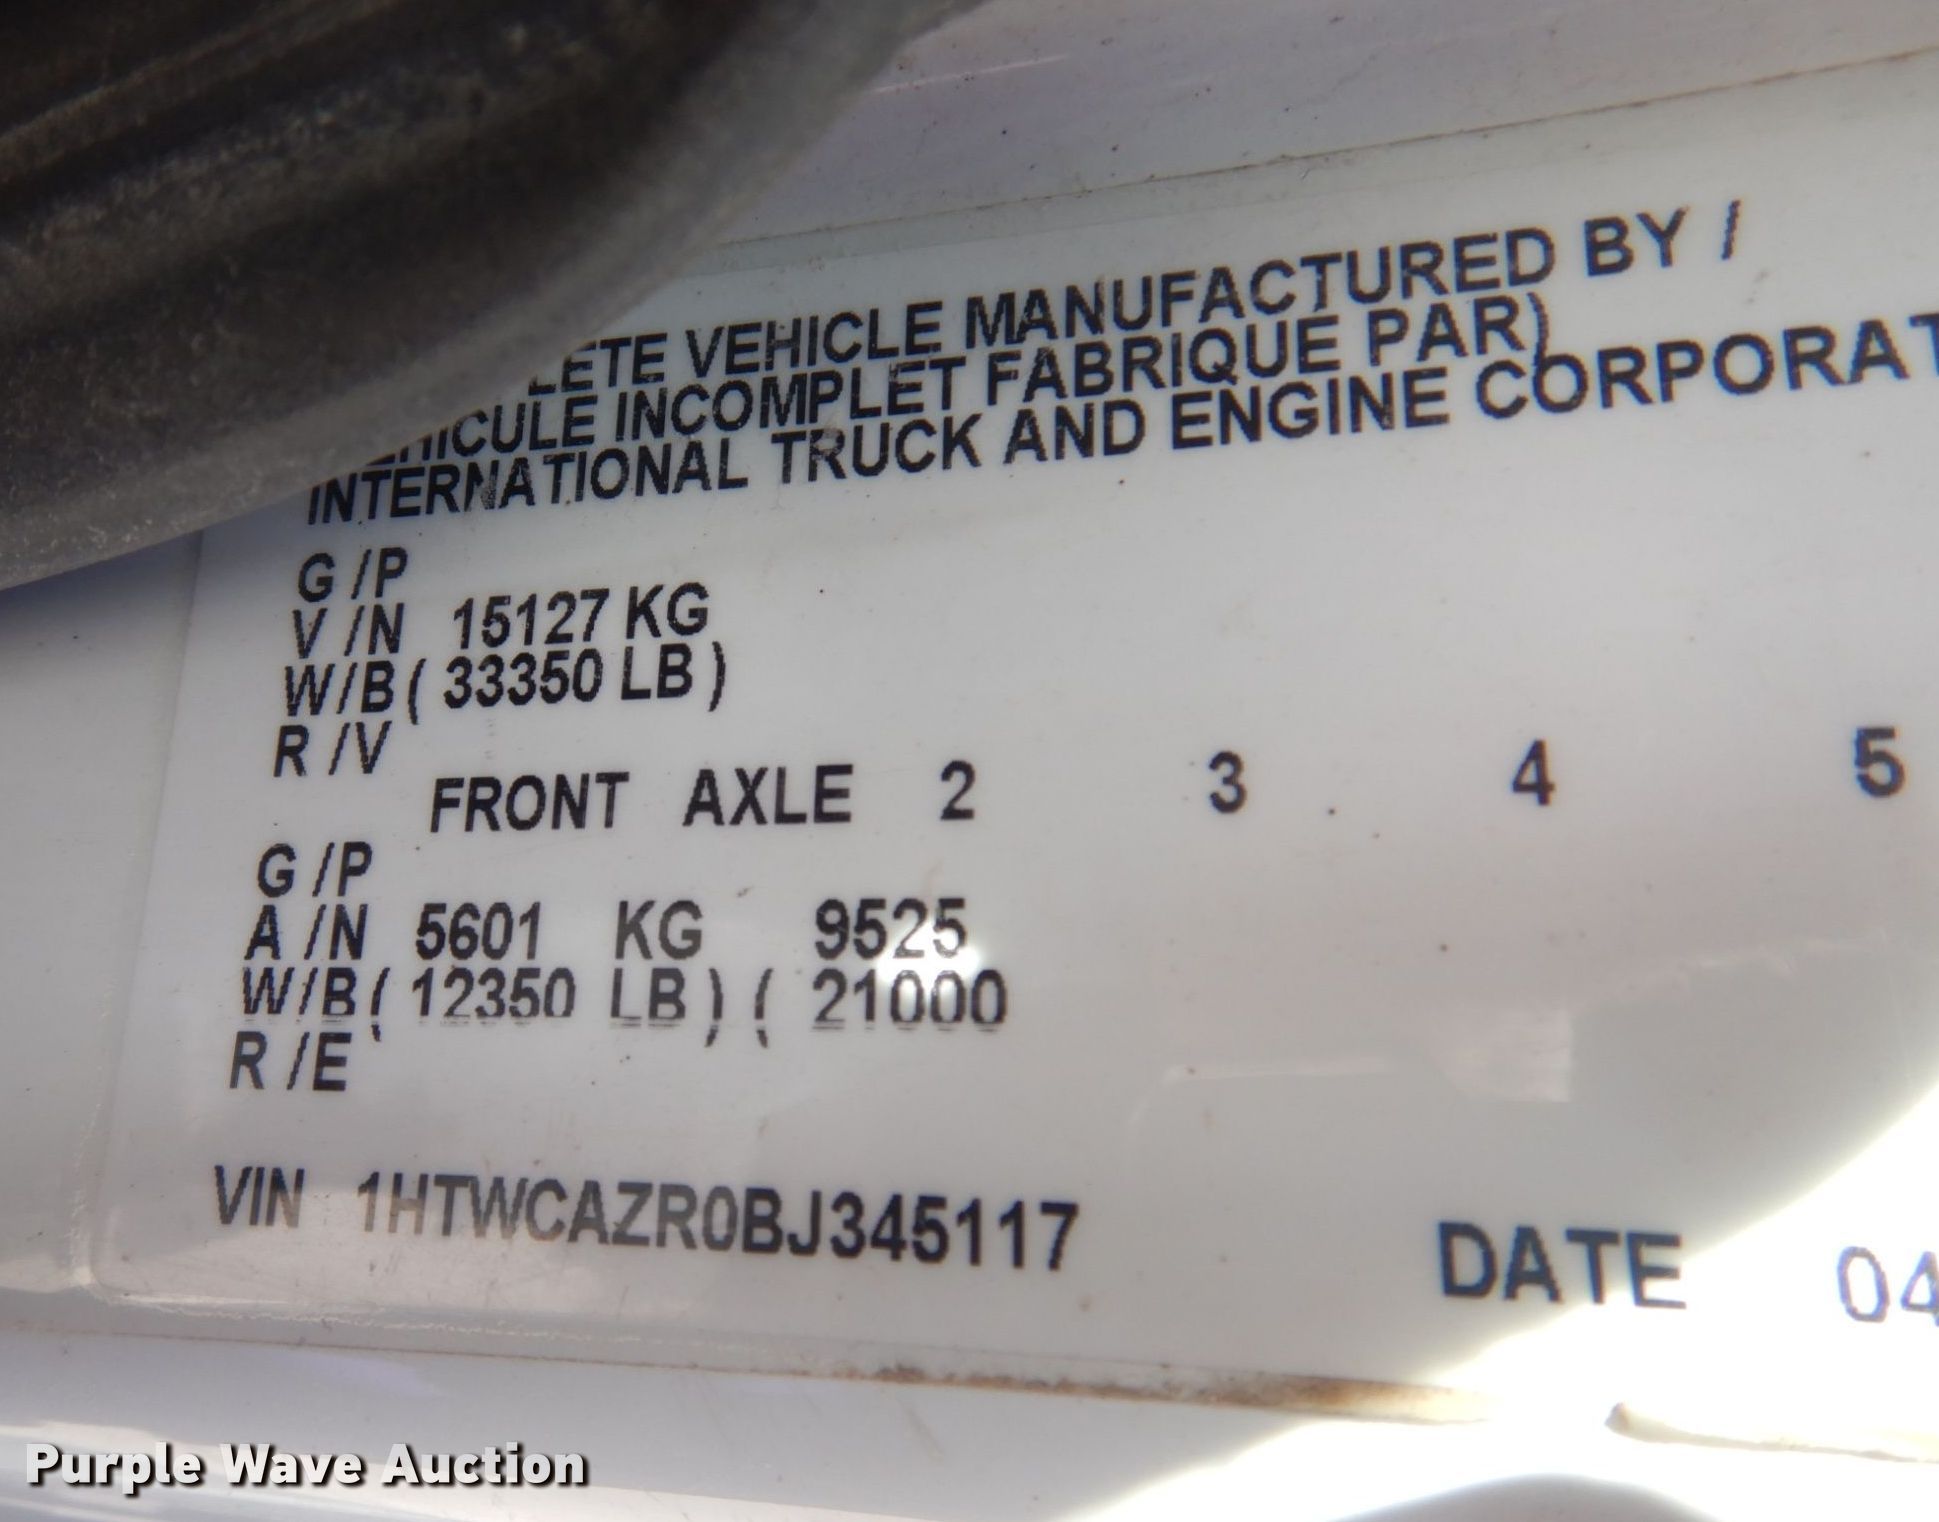 LETE VEHICLE MANUFACTURED BY /
VEHICULE INCOMPLET FABRIQUE PAR)
INTERNATIONAL TRUCK AND ENGINE CORPORAT
G /P
V /N 15127 KG
W/B ( 33350 LB )
R /V
FRONT AXLE 2 3 4 5
G /P
A /N 5601 KG 9525
W/B ( 12350 LB ) ( 21000
R /E
VIN 1HTWCAZR0BJ345117 DATE 04
Purple Wave Auction